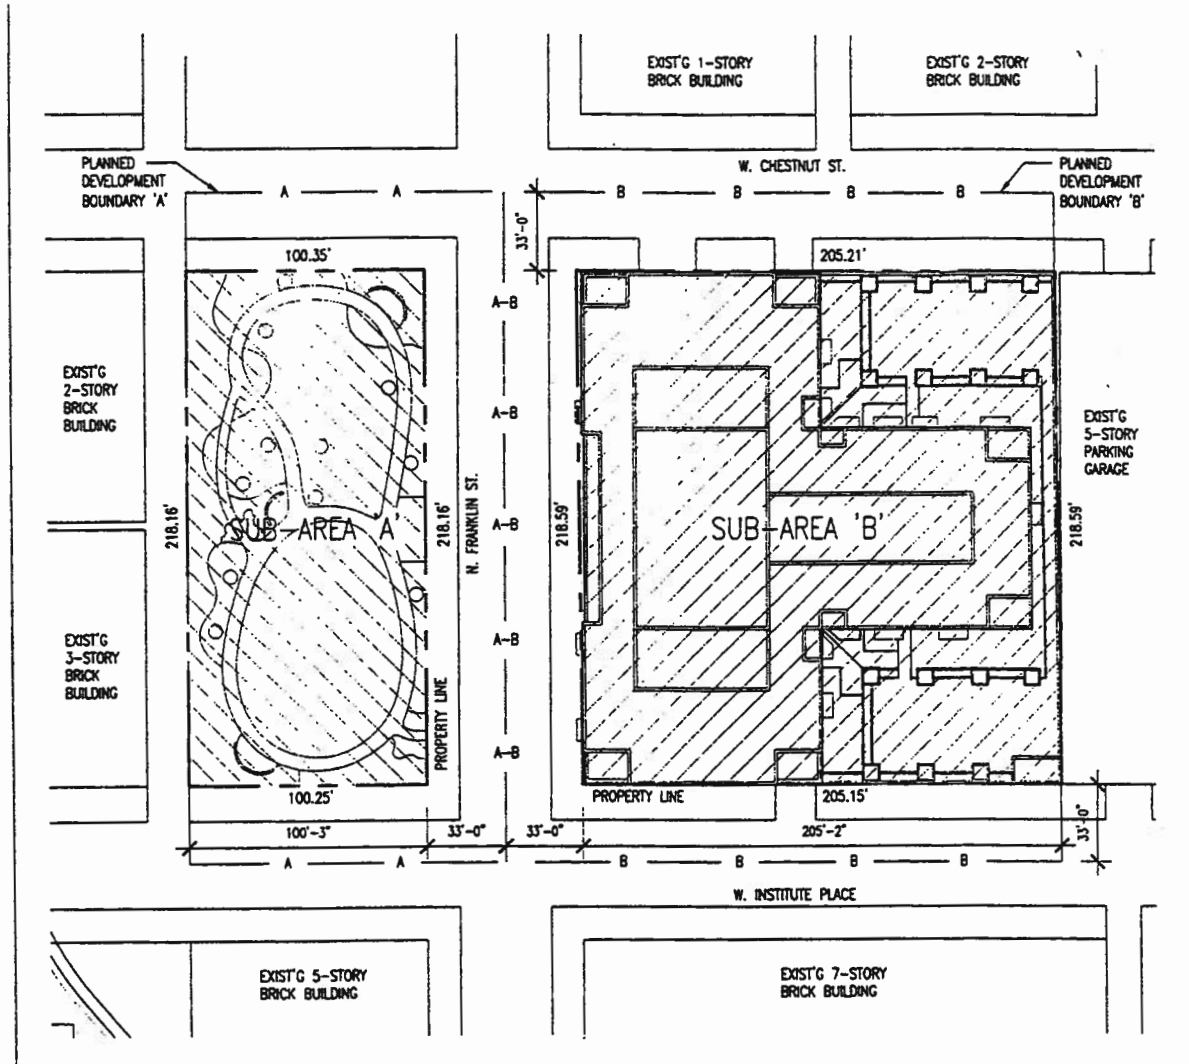 EXIST'G 1-STORY
BRICK BUILDING
EXIST'G 2-STORY
BRICK BUILDING
PLANNED
DEVELOPMENT
BOUNDARY 'A'
W. CHESTNUT ST.
PLANNED
DEVELOPMENT
BOUNDARY 'B'
A A B B B B
33'-0"
100.35'
205.21'
A-B
EXIST'G
2-STORY
BRICK
BUILDING
A-B
EXIST'G
5-STORY
PARKING
GARAGE
218.16'
SUB-AREA 'A'
218.16'
N. FRANKLIN ST.
A-B
218.59'
SUB-AREA 'B'
218.59'
EXIST'G
3-STORY
BRICK
BUILDING
A-B
PROPERTY LINE
A-B
100.25'
PROPERTY LINE
205.15'
100'-3"
33'-0"
33'-0"
205'-2"
33'-0"
A A B B B B
W. INSTITUTE PLACE
EXIST'G 5-STORY
BRICK BUILDING
EXIST'G 7-STORY
BRICK BUILDING